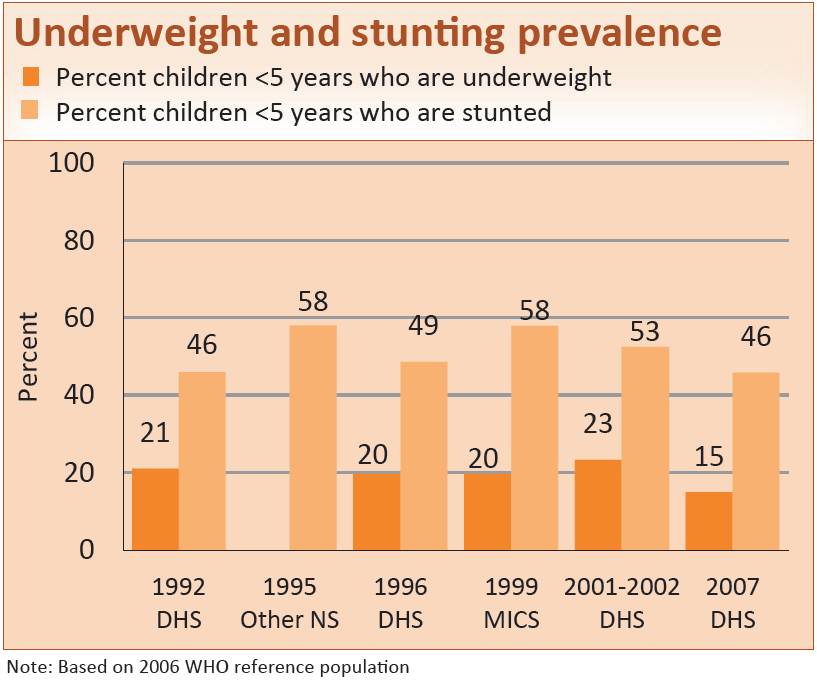 Underweight and stunting prevalence
Percent children <5 years who are underweight
Percent children <5 years who are stunted
100
80
60
40
20
0
Percent
21
46
58
20
49
20
58
23
53
15
46
1992
DHS
1995
Other NS
1996
DHS
1999
MICS
2001-2002
DHS
2007
DHS
Note: Based on 2006 WHO reference population